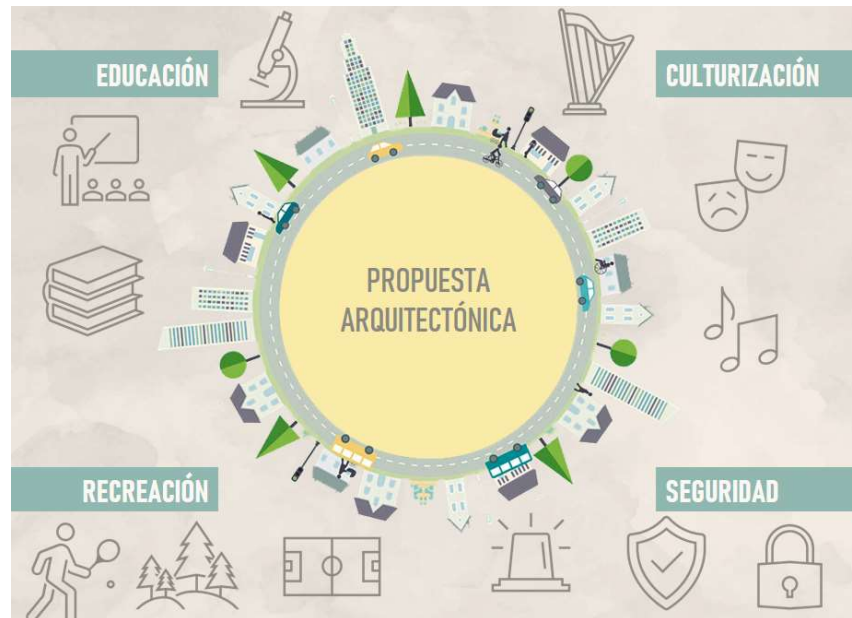 EDUCACIÓN
CULTURIZACIÓN
PROPUESTA
ARQUITECTÓNICA
RECREACIÓN
SEGURIDAD